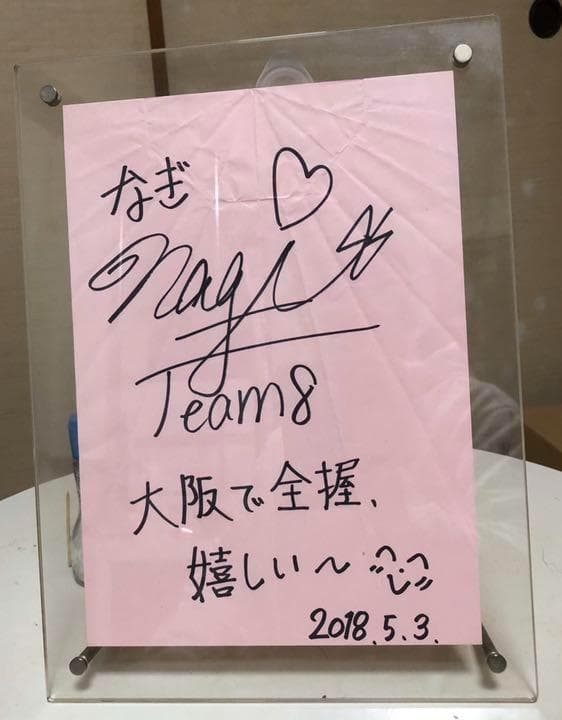 なぎ ♡
Nagi
Team8
大阪で全握、
嬉しい〜
2018.5.3.